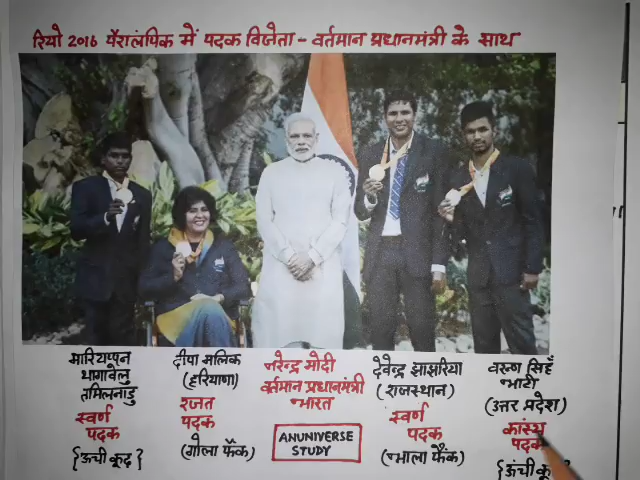 रियो 2016 पैरालंपिक में पदक विजेता - वर्तमान प्रधानमंत्री के साथ
मारियप्पन
थंगावेलु
तमिलनाडु
स्वर्ण
पदक
{ऊंची कूद}
दीपा मलिक
(हरियाणा)
रजत
पदक
(गोला फेंक)
नरेन्द्र मोदी
वर्तमान प्रधानमंत्री
भारत
ANUNIVERSE
STUDY
देवेन्द्र झाझरिया
(राजस्थान)
स्वर्ण
पदक
(भाला फेंक)
वरुण सिहँ
भाटी
(उत्तर प्रदेश)
कांस्य
पदक
{ऊंची कू